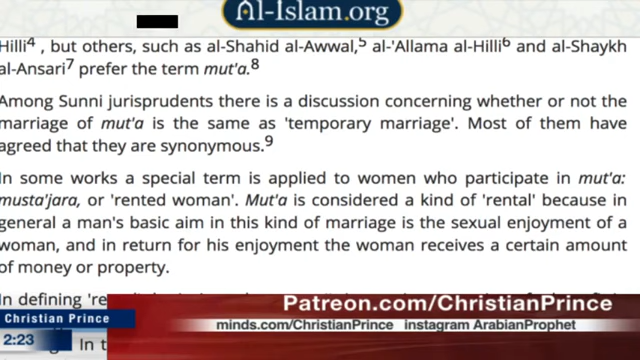 Al-Islam.org
Hilli4, but others, such as al-Shahid al-Awwal,5 al-'Allama al-Hilli6 and al-Shaykh
al-Ansari7 prefer the term mut'a.8
Among Sunni jurisprudents there is a discussion concerning whether or not the
marriage of mut'a is the same as 'temporary marriage'. Most of them have
agreed that they are synonymous.9
In some works a special term is applied to women who participate in mut'a:
musta'jara, or 'rented woman'. Mut'a is considered a kind of 'rental' because in
general a man's basic aim in this kind of marriage is the sexual enjoyment of a
woman, and in return for his enjoyment the woman receives a certain amount
of money or property.
In defining
Patreon.com/ChristianPrince
Christian Prince
minds.com/ChristianPrince instagram ArabianProphet
2:23
In t